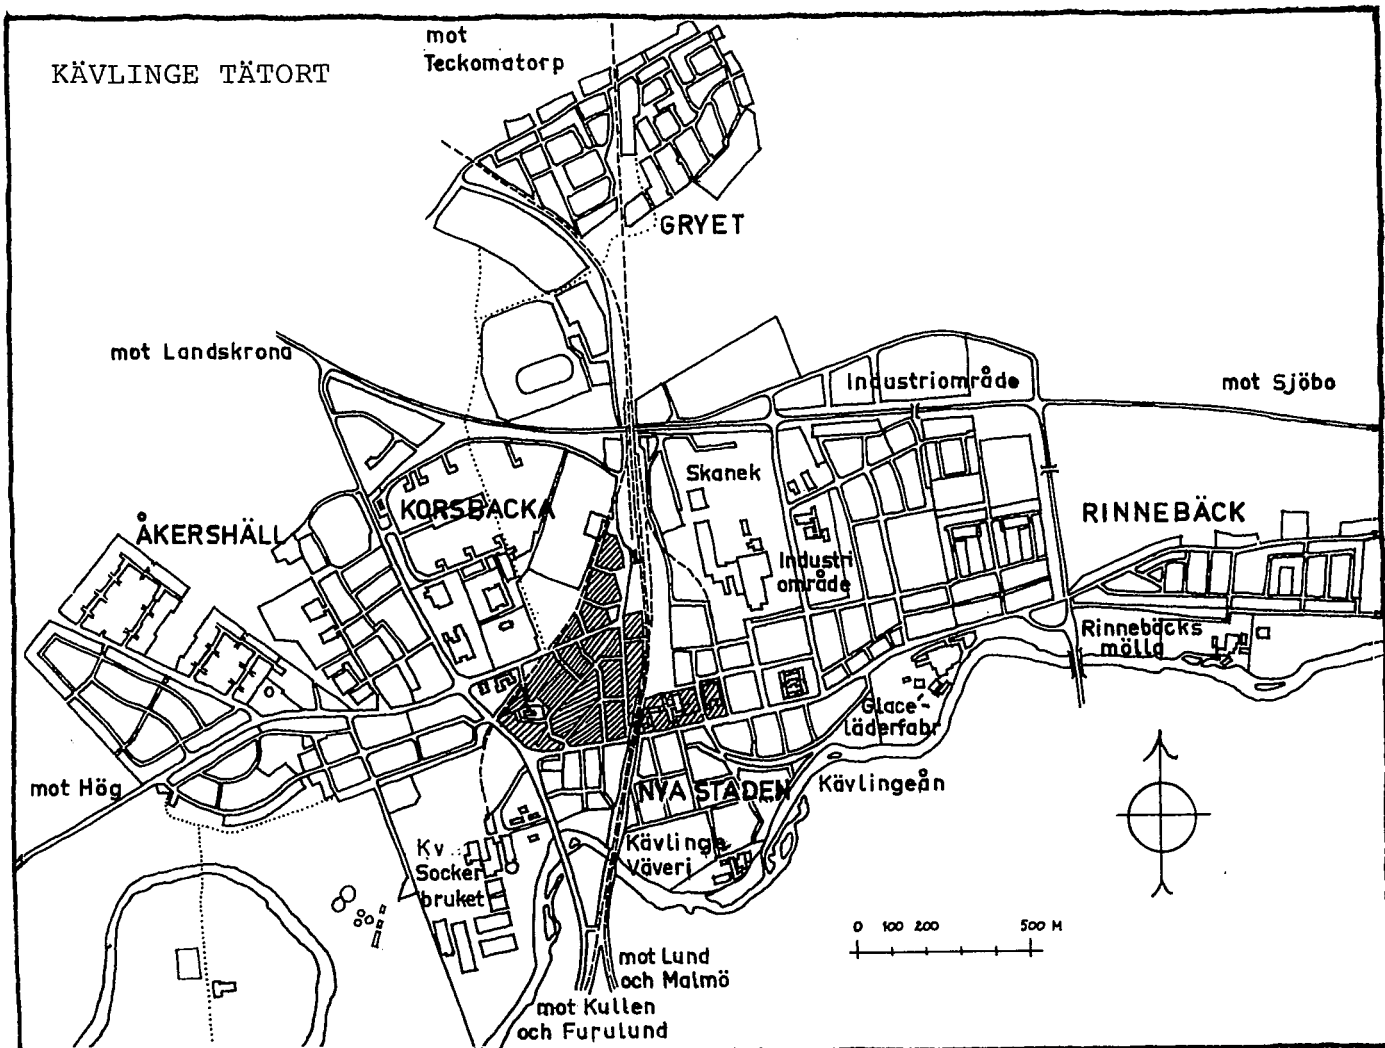 KÄVLINGE TÄTORT
mot
Teckomatorp
GRYET
mot Landskrona
Industriområde
mot Sjöbo
Skanek
KORSBACKA
ÅKERSHÄLL
RINNEBÄCK
Industri
område
Rinnebäcks
mölla
Glacé-
läderfabr
mot Hög
NYA STADEN
Kävlingeån
Kv
Socker
bruket
Kävlinge
Väveri
0 100 200 500 M
mot Lund
och Malmö
mot Kullen
och Furulund